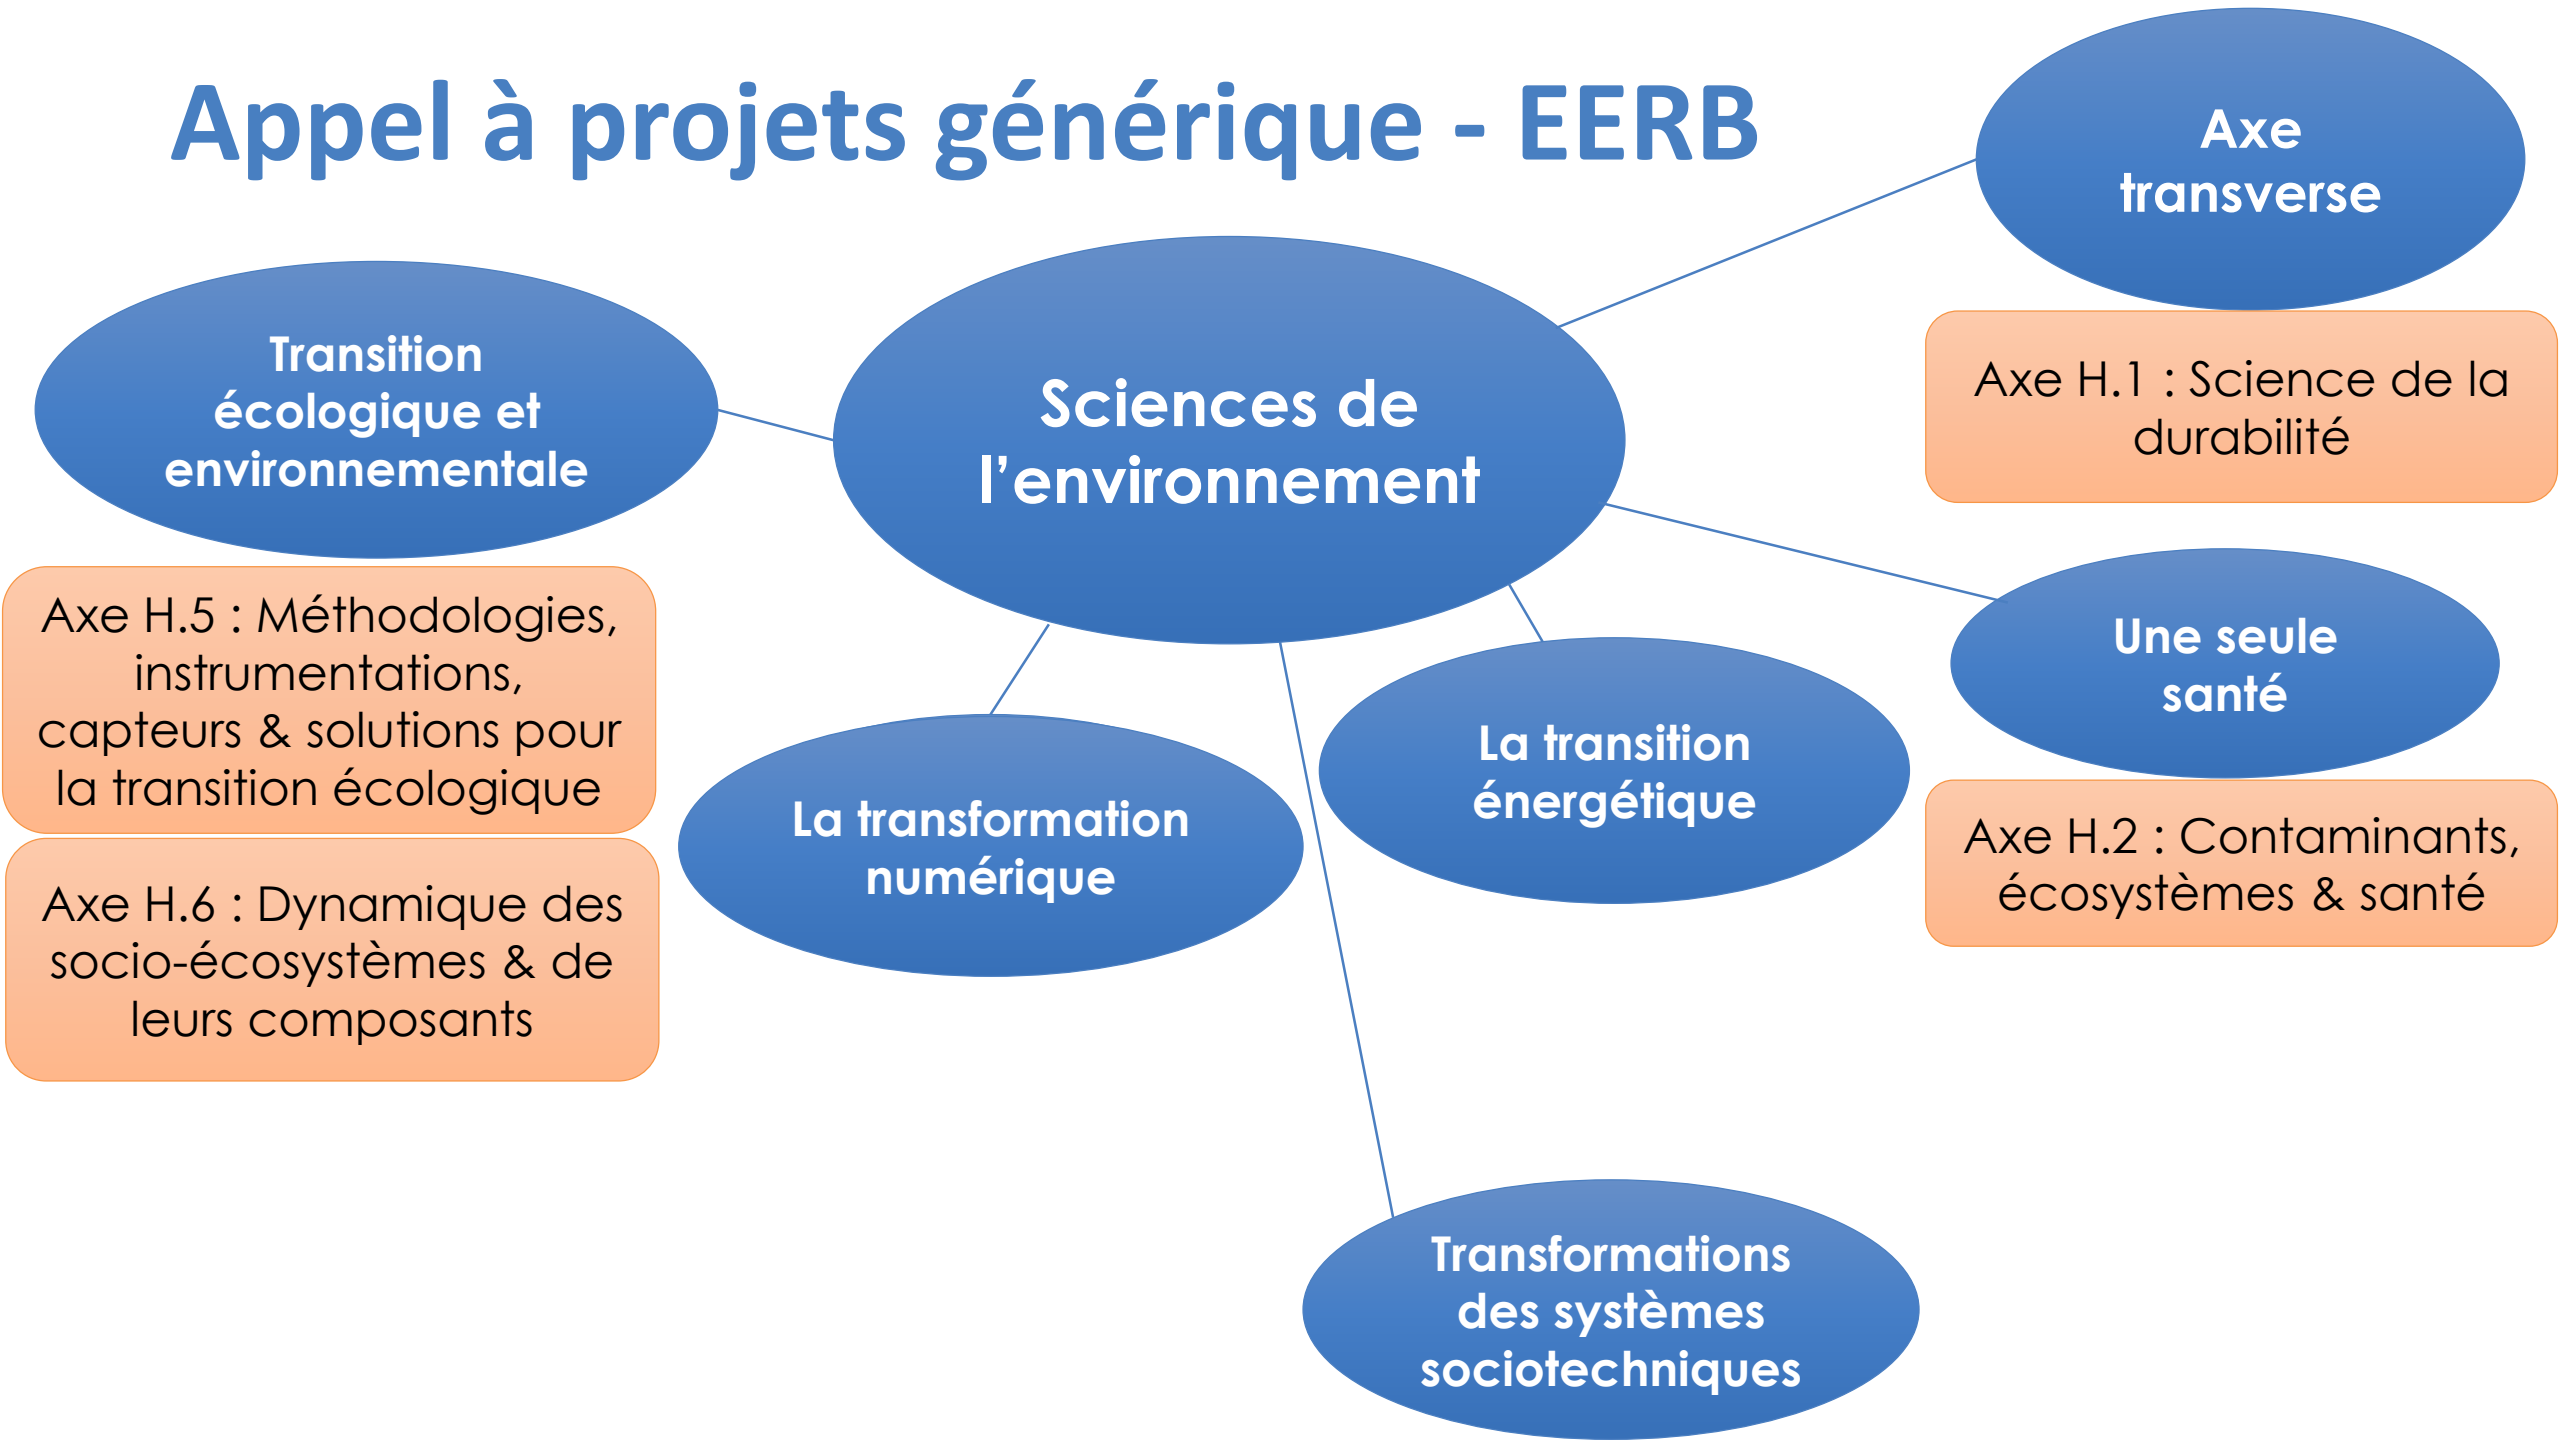 Appel à projets générique - EERB
Axe
transverse
Axe H.1 : Science de la
durabilité
Sciences de
l’environnement
Transition
écologique et
environnementale
Axe H.5 : Méthodologies,
instrumentations,
capteurs & solutions pour
la transition écologique
Axe H.6 : Dynamique des
socio-écosystèmes & de
leurs composants
La transformation
numérique
La transition
énergétique
Une seule
santé
Axe H.2 : Contaminants,
écosystèmes & santé
Transformations
des systèmes
sociotechniques